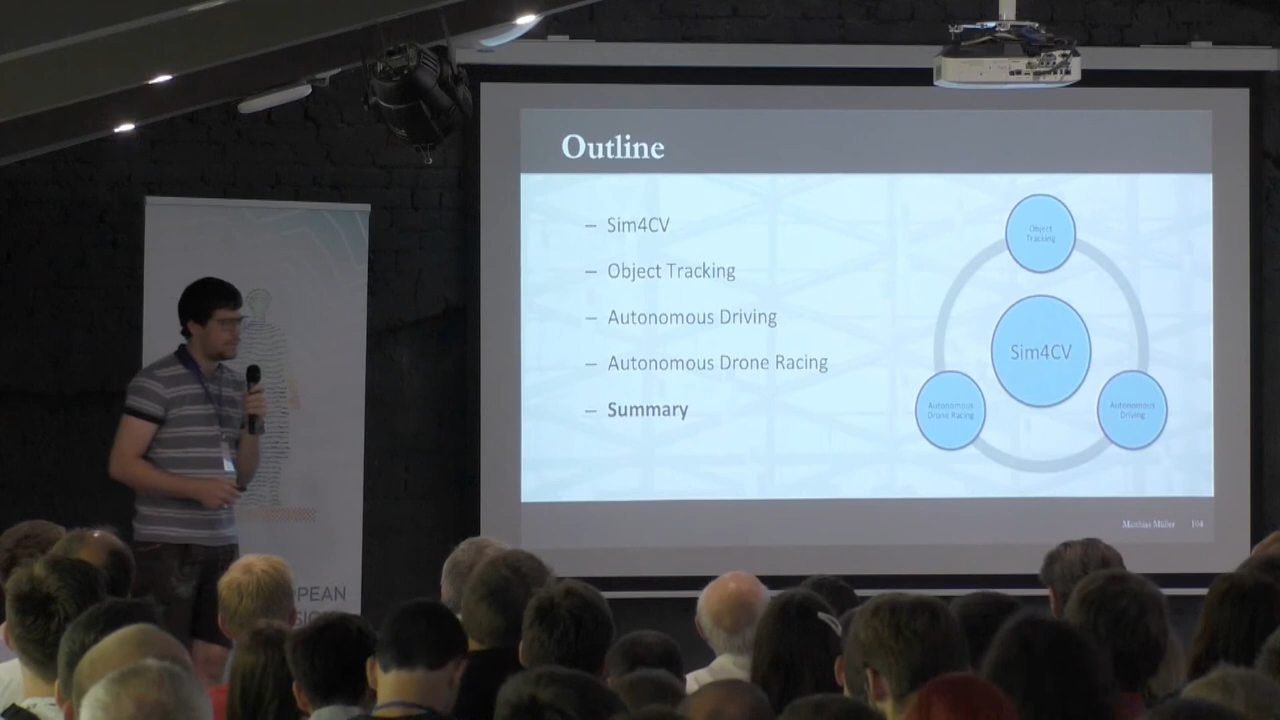 Outline
– Sim4CV
– Object Tracking
– Autonomous Driving
– Autonomous Drone Racing
– Summary
Object
Tracking
Sim4CV
Autonomous
Drone Racing
Autonomous
Driving
Matthias Müller 104
PEAN